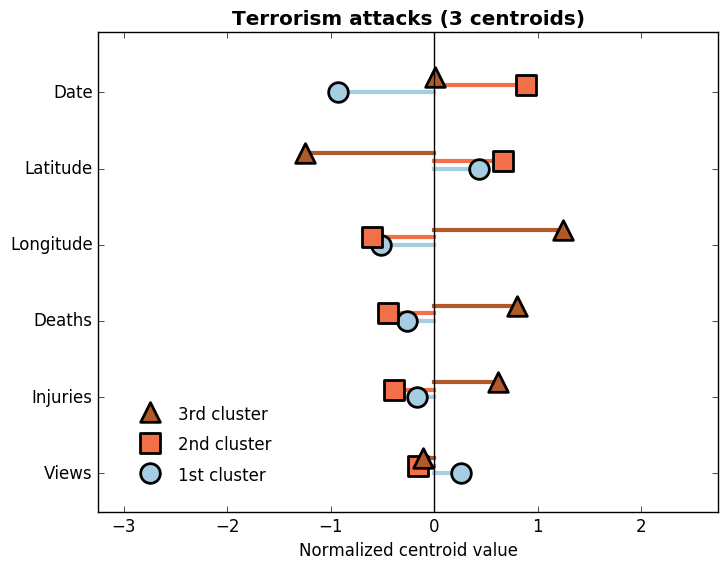 Terrorism attacks (3 centroids)
Date
Latitude
Longitude
Deaths
Injuries
Views
3rd cluster
2nd cluster
1st cluster
−3 −2 −1 0 1 2
Normalized centroid value